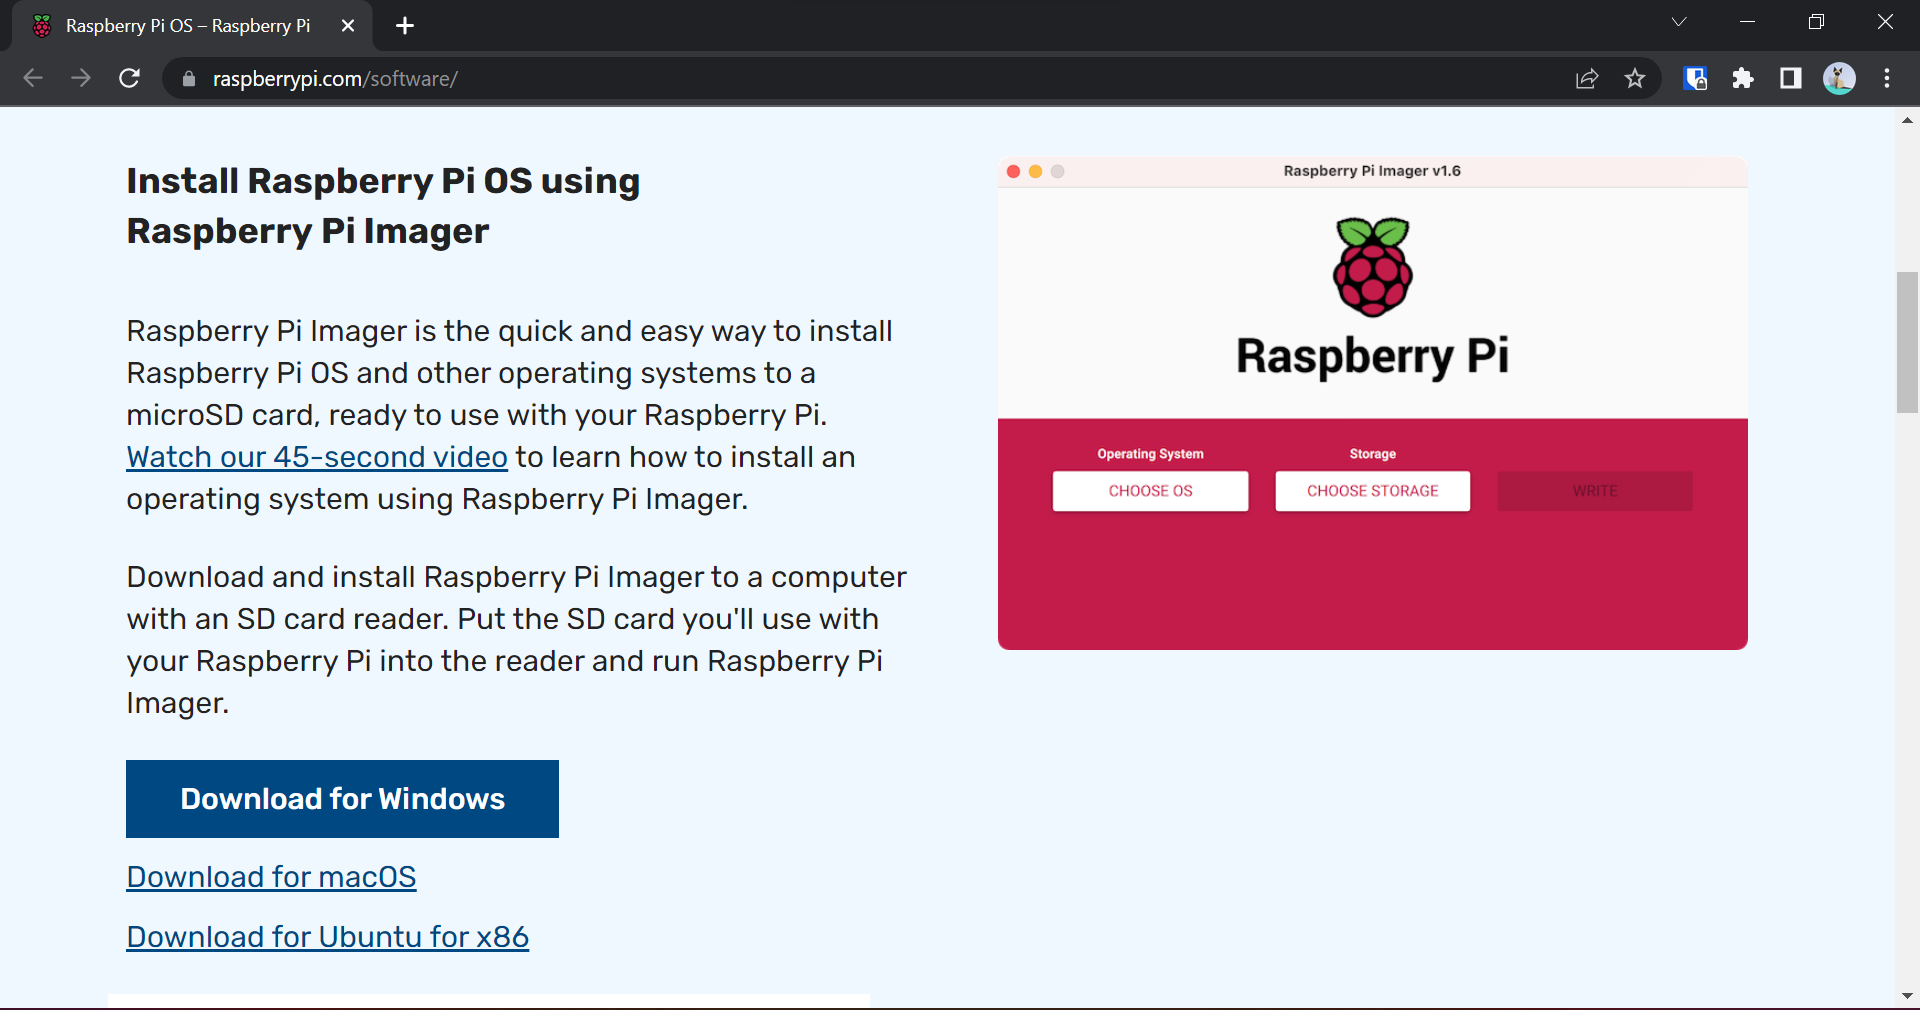 Raspberry Pi OS – Raspberry Pi
raspberrypi.com/software/
Install Raspberry Pi OS using
Raspberry Pi Imager
Raspberry Pi Imager is the quick and easy way to install
Raspberry Pi OS and other operating systems to a
microSD card, ready to use with your Raspberry Pi.
Watch our 45-second video to learn how to install an
operating system using Raspberry Pi Imager.
Download and install Raspberry Pi Imager to a computer
with an SD card reader. Put the SD card you'll use with
your Raspberry Pi into the reader and run Raspberry Pi
Imager.
Download for Windows
Download for macOS
Download for Ubuntu for x86
Raspberry Pi Imager v1.6
Raspberry Pi
Operating System
CHOOSE OS
Storage
CHOOSE STORAGE
WRITE